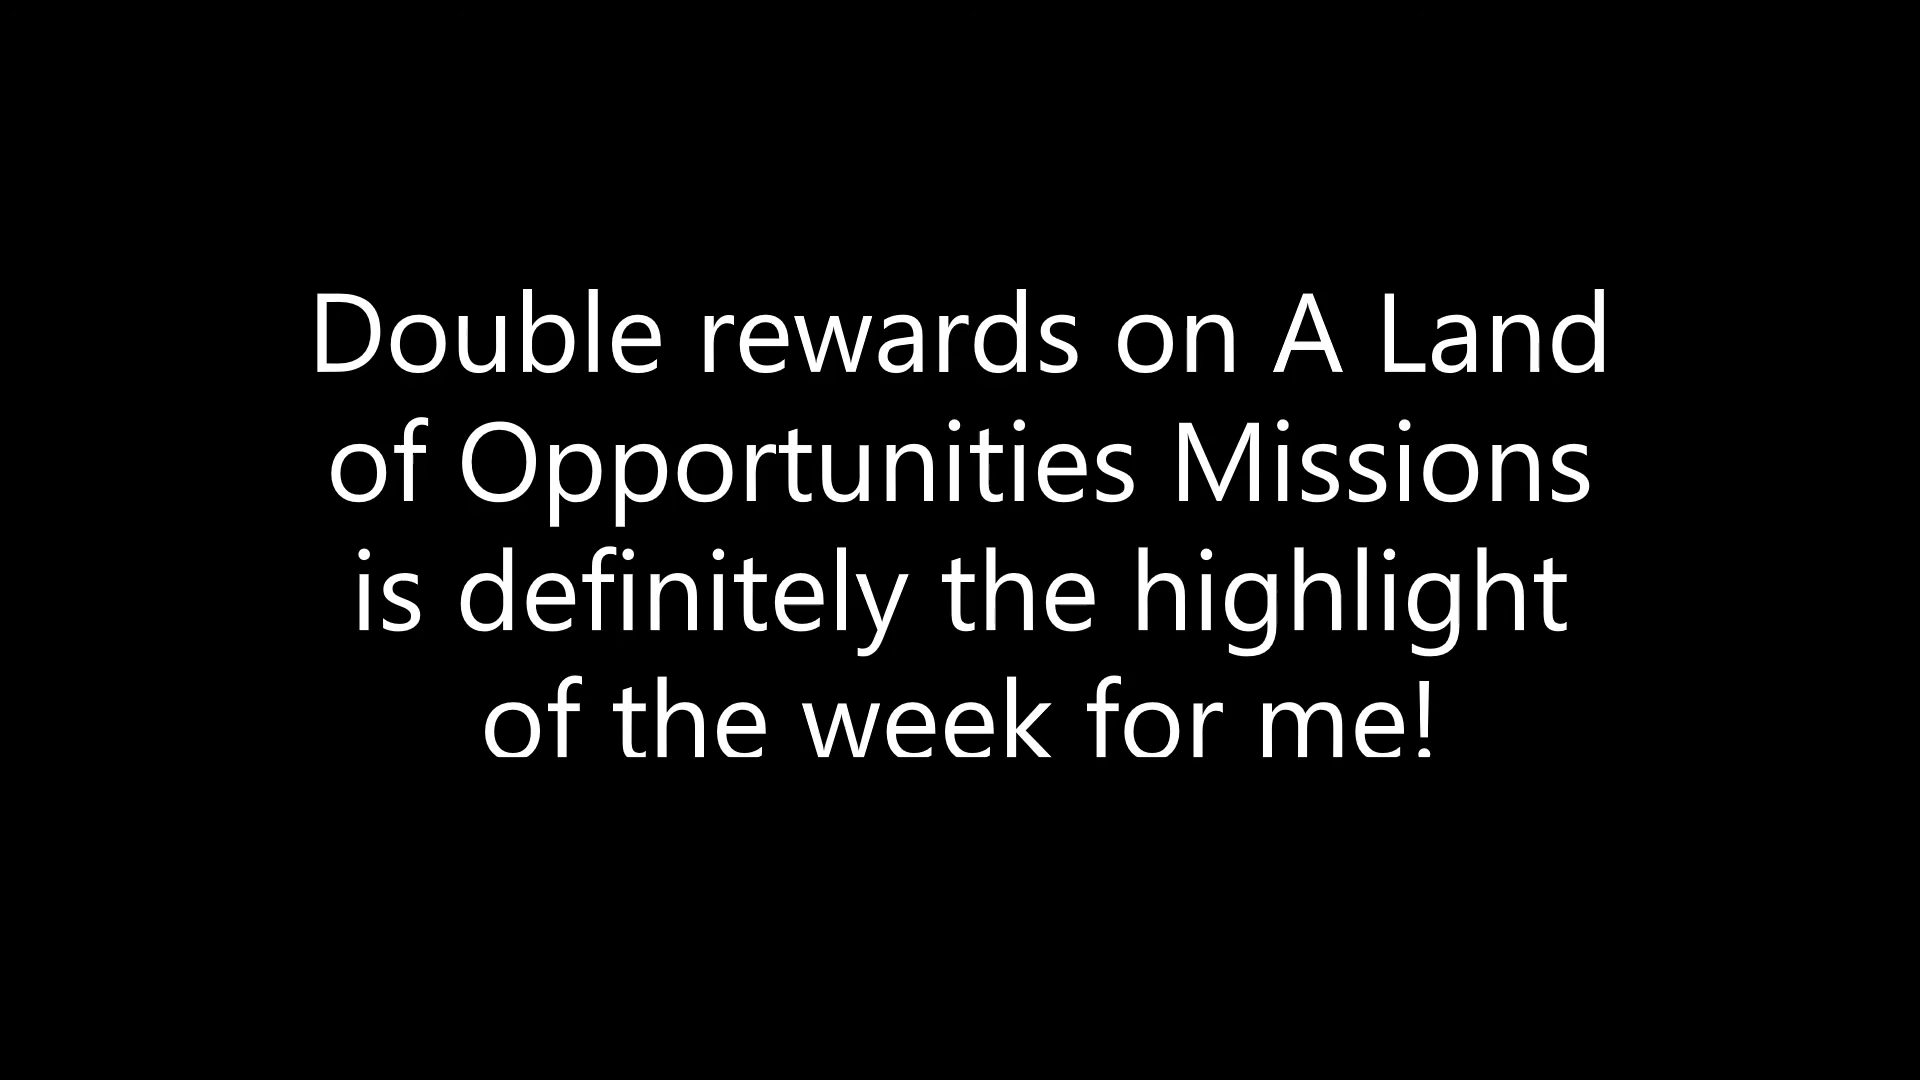 Double rewards on A Land
of Opportunities Missions
is definitely the highlight
of the week for me!